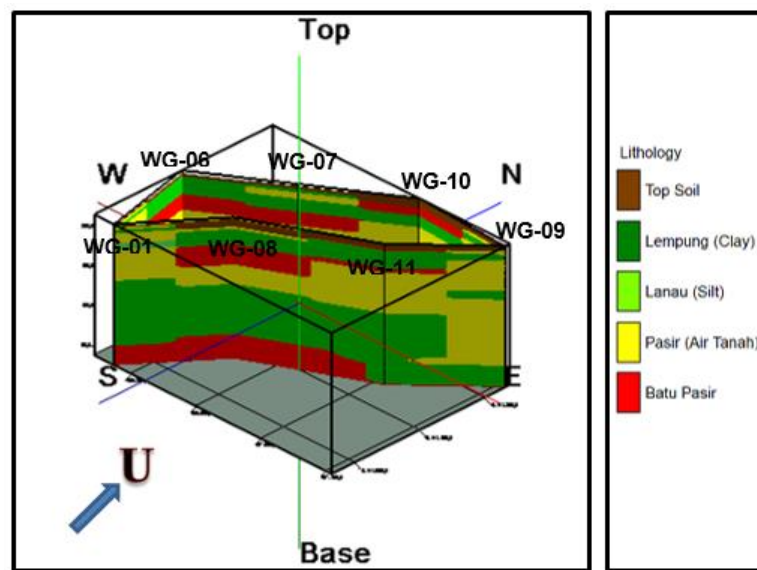 Top
W
WG-06
WG-07
WG-10
N
WG-01
WG-08
WG-11
WG-09
S
E
U
Base
Lithology
Top Soil
Lempung (Clay)
Lanau (Silt)
Pasir (Air Tanah)
Batu Pasir